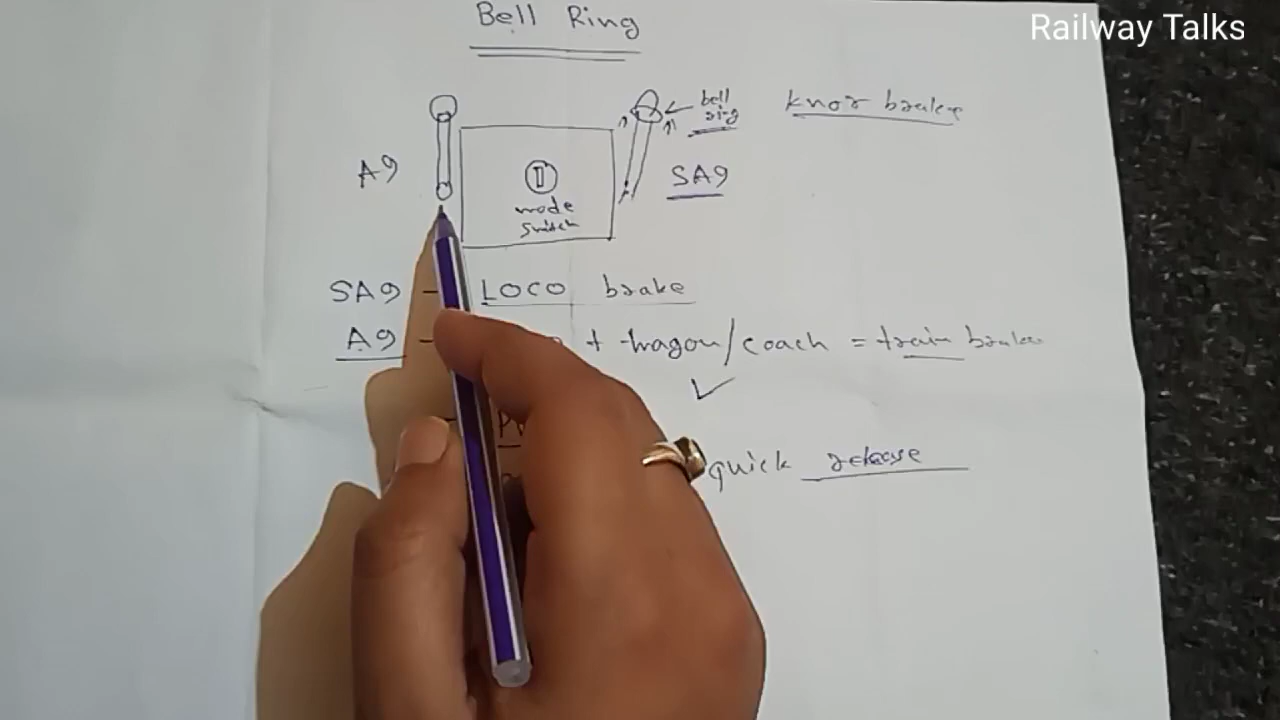 Railway Talks
Bell Ring
bell
ring
knor brake
A9
SA9
mode
switch
SA9 - LOCO brake
A9 - + wagon/coach = train brake
quick release